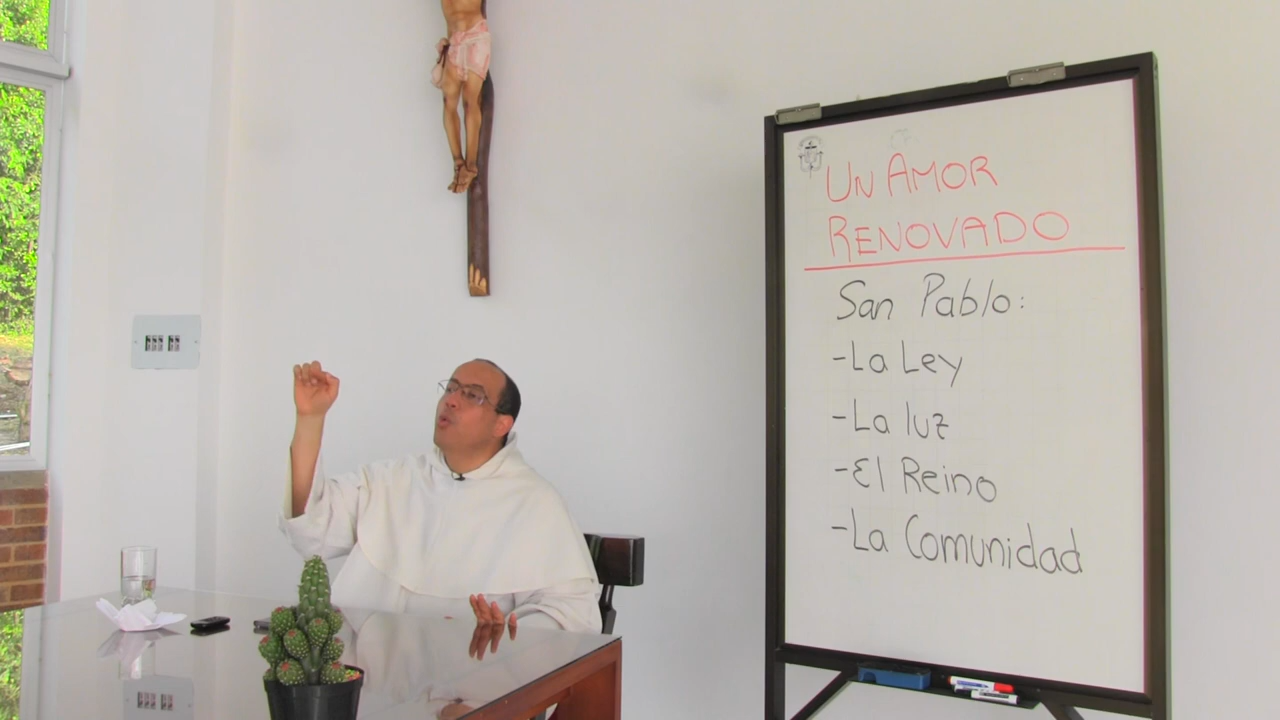 Un AMOR
RENOVADO
San Pablo:
-La Ley
-La luz
-El Reino
-La Comunidad